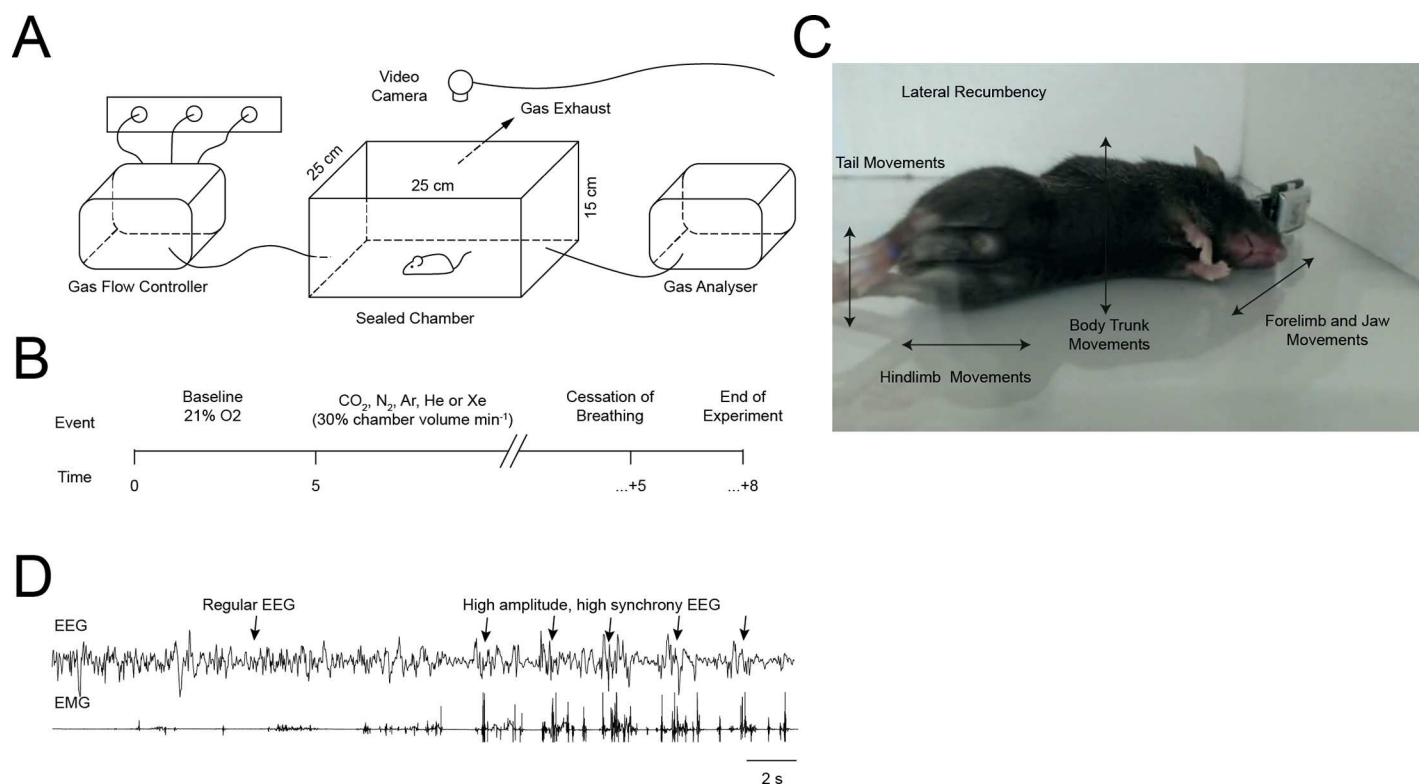 A
Video
Camera
Gas Exhaust
25 cm
25 cm
15 cm
Gas Flow Controller
Gas Analyser
Sealed Chamber
B
Event
Baseline
21% O2
CO₂, N₂, Ar, He or Xe
(30% chamber volume min⁻¹)
Cessation of
Breathing
End of
Experiment
Time
0
5
...+5
...+8
C
Lateral Recumbency
Tail Movements
Body Trunk
Movements
Forelimb and Jaw
Movements
Hindlimb Movements
D
Regular EEG
High amplitude, high synchrony EEG
EEG
EMG
2 s